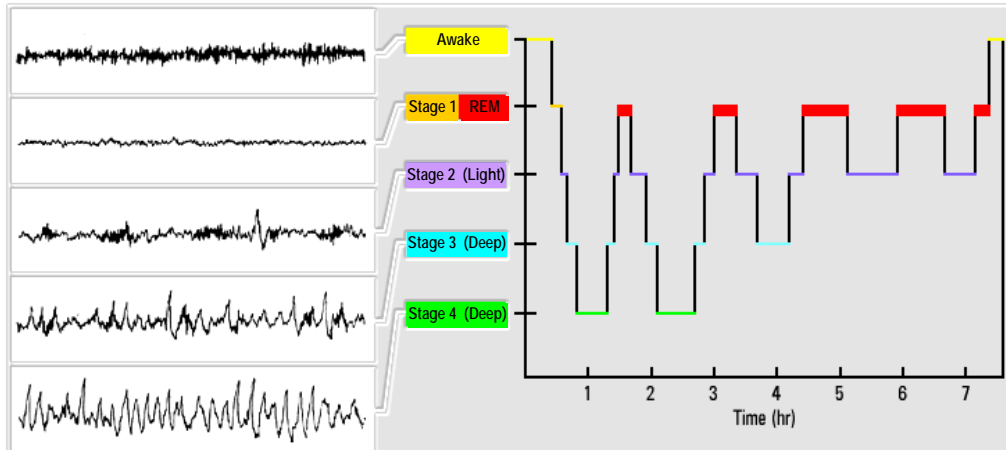 Awake
Stage 1 REM
Stage 2 (Light)
Stage 3 (Deep)
Stage 4 (Deep)
1 2 3 4 5 6 7
Time (hr)